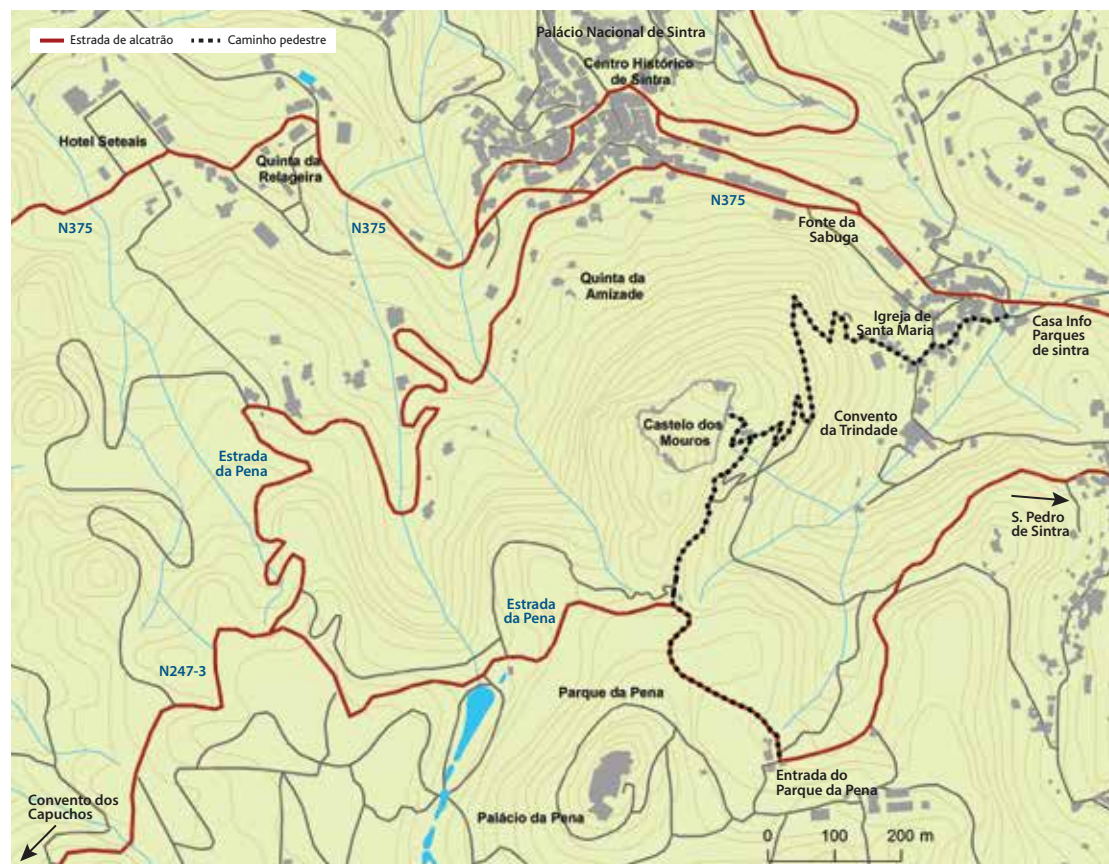 Estrada de alcatrão
Caminho pedestre
Palácio Nacional de Sintra
Centro Histórico
de Sintra
Hotel Seteais
Quinta da
Relageira
N375
N375
N375
Fonte da
Sabuga
Quinta da
Amizade
Igreja de
Santa Maria
Casa Info
Parques
de sintra
Castelo dos
Mouros
Convento
da Trindade
Estrada
da Pena
S. Pedro
de Sintra
Estrada
da Pena
N247-3
Parque da Pena
Entrada do
Parque da Pena
Convento dos
Capuchos
Palácio da Pena
0 100 200 m